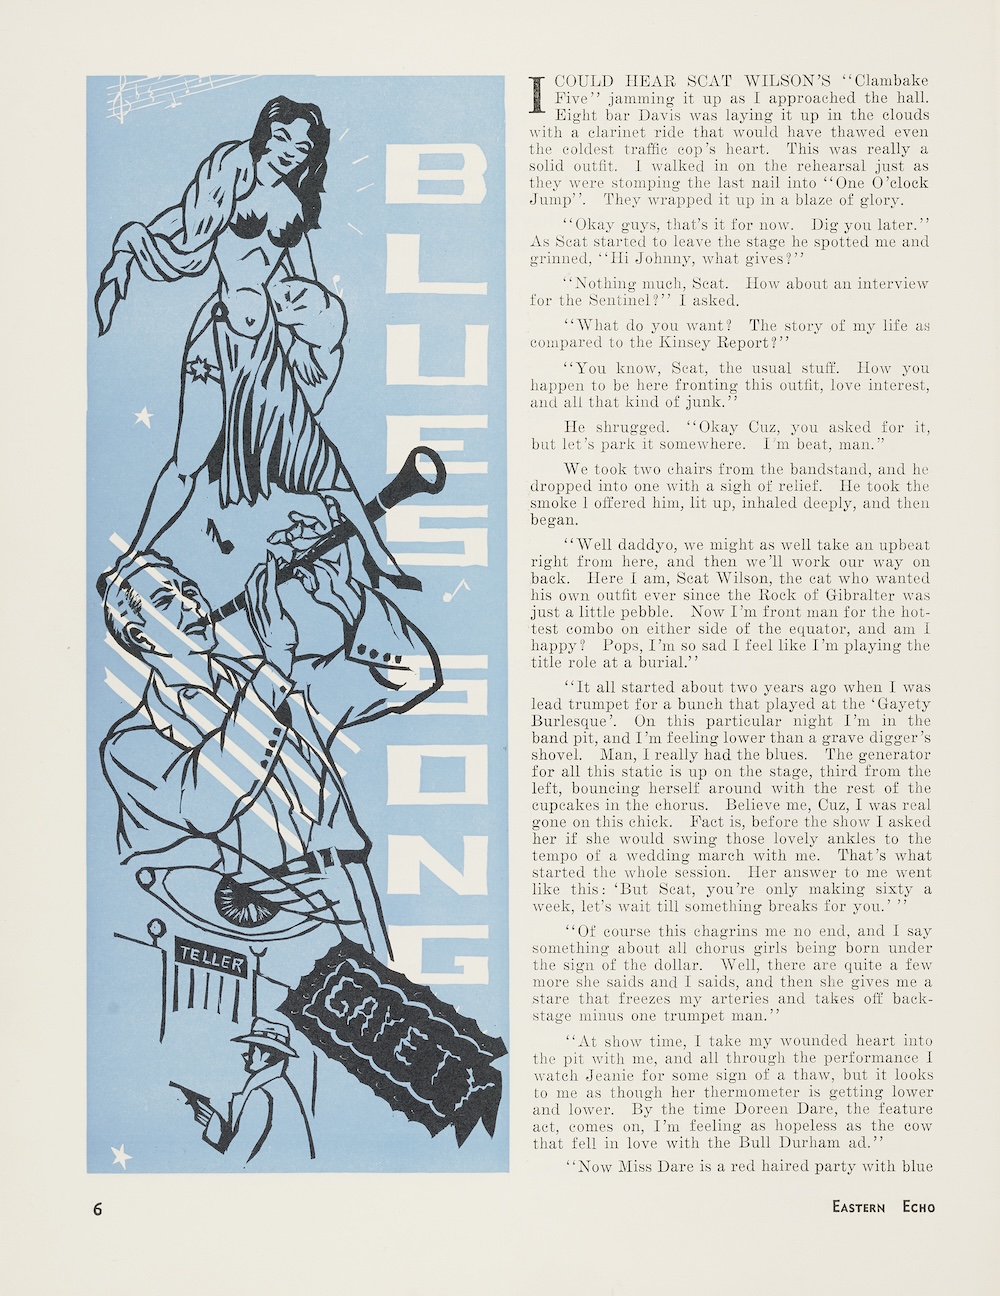 BLUES SONG
TELLER
GAYETY
I COULD HEAR SCAT WILSON'S "Clambake
Five" jamming it up as I approached the hall.
Eight bar Davis was laying it up in the clouds
with a clarinet ride that would have thawed even
the coldest traffic cop's heart. This was really a
solid outfit. I walked in on the rehearsal just as
they were stomping the last nail into "One O'clock
Jump". They wrapped it up in a blaze of glory.
"Okay guys, that's it for now. Dig you later."
As Scat started to leave the stage he spotted me and
grinned, "Hi Johnny, what gives?"
"Nothing much, Scat. How about an interview
for the Sentinel?" I asked.
"What do you want? The story of my life as
compared to the Kinsey Report?"
"You know, Scat, the usual stuff. How you
happen to be here fronting this outfit, love interest,
and all that kind of junk."
He shrugged. "Okay Cuz, you asked for it,
but let's park it somewhere. I'm beat, man."
We took two chairs from the bandstand, and he
dropped into one with a sigh of relief. He took the
smoke I offered him, lit up, inhaled deeply, and then
began.
"Well daddyo, we might as well take an upbeat
right from here, and then we'll work our way on
back. Here I am, Scat Wilson, the cat who wanted
his own outfit ever since the Rock of Gibralter was
just a little pebble. Now I'm front man for the hot-
test combo on either side of the equator, and am I
happy? Pops, I'm so sad I feel like I'm playing the
title role at a burial."
"It all started about two years ago when I was
lead trumpet for a bunch that played at the 'Gayety
Burlesque'. On this particular night I'm in the
band pit, and I'm feeling lower than a grave digger's
shovel. Man, I really had the blues. The generator
for all this static is up on the stage, third from the
left, bouncing herself around with the rest of the
cupcakes in the chorus. Believe me, Cuz, I was real
gone on this chick. Fact is, before the show I asked
her if she would swing those lovely ankles to the
tempo of a wedding march with me. That's what
started the whole session. Her answer to me went
like this: 'But Scat, you're only making sixty a
week, let's wait till something breaks for you.' "
"Of course this chagrins me no end, and I say
something about all chorus girls being born under
the sign of the dollar. Well, there are quite a few
more she saids and I saids, and then she gives me a
stare that freezes my arteries and takes off back-
stage minus one trumpet man."
"At show time, I take my wounded heart into
the pit with me, and all through the performance I
watch Jeanie for some sign of a thaw, but it looks
to me as though her thermometer is getting lower
and lower. By the time Doreen Dare, the feature
act, comes on, I'm feeling as hopeless as the cow
that fell in love with the Bull Durham ad."
"Now Miss Dare is a red haired party with blue
6
EASTERN ECHO